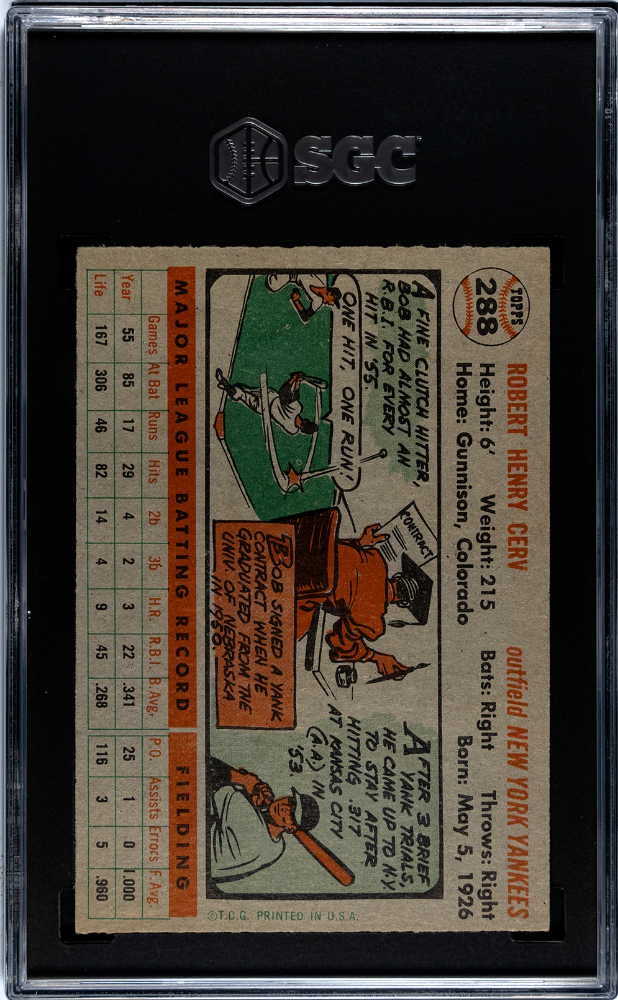 SGC
TOPPS
288
ROBERT HENRY CERV
outfield NEW YORK YANKEES
Height: 6' Weight: 215 Bats: Right Throws: Right
Home: Gunnison, Colorado Born: May 5, 1926
A FINE CLUTCH HITTER,
BOB HAD ALMOST AN
R.B.I. FOR EVERY
HIT IN '55.
ONE HIT, ONE RUN!
CONTRACT
BOB SIGNED A YANK
CONTRACT WHEN HE
GRADUATED FROM THE
UNIV. OF NEBRASKA
IN 1950.
AFTER 3 BRIEF
YANK TRIALS,
HE CAME UP TO N.Y.
TO STAY AFTER
HITTING .317
AT KANSAS CITY
(A.A) IN
'53.
MAJOR LEAGUE BATTING RECORD FIELDING
Games At Bat Runs Hits 2b 3b H.R. R.B.I. B.Avg. P.O. Assists Errors F.Avg.
Year 55 85 17 29 4 2 3 22 .341 25 1 0 1.000
Life 167 306 46 82 14 4 9 45 .268 116 3 5 .960
©T.C.G. PRINTED IN U.S.A.